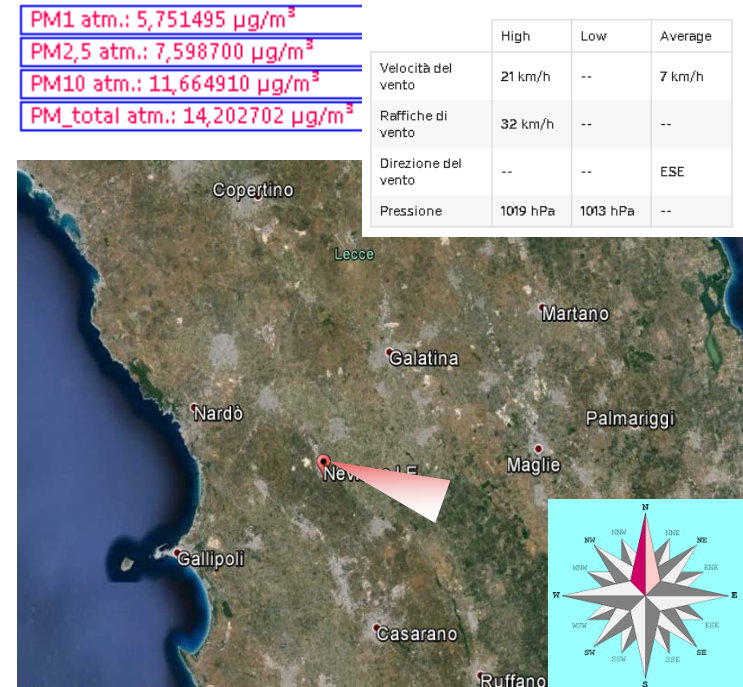 PM1 atm.: 5,751495 µg/m³
PM2,5 atm.: 7,598700 µg/m³
PM10 atm.: 11,664910 µg/m³
PM_total atm.: 14,202702 µg/m³
High Low Average
Velocità del
vento
21 km/h -- 7 km/h
Raffiche di
vento
32 km/h -- --
Direzione del
vento
-- -- ESE
Pressione 1019 hPa 1013 hPa --
Copertino
Lecce
Martano
Galatina
Nardò
Palmariggi
Maglie
Gallipoli
Casarano
Ruffano
N
NNW NNE
NW NE
WNW ENE
W E
WSW ESE
SW SE
SSW SSE
S